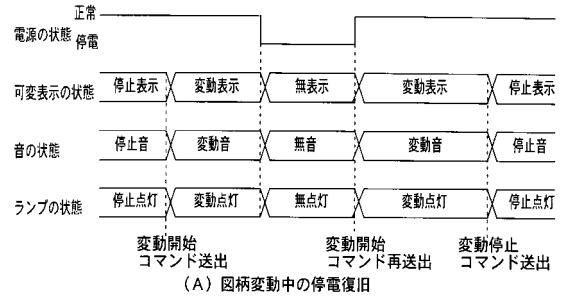 正常
電源の状態
停電
可変表示の状態 停止表示 変動表示 無表示 変動表示 停止表示
音の状態 停止音 変動音 無音 変動音 停止音
ランプの状態 停止点灯 変動点灯 無点灯 変動点灯 停止点灯
変動開始 変動開始 変動停止
コマンド送出 コマンド再送出 コマンド送出
(A) 図柄変動中の停電復旧